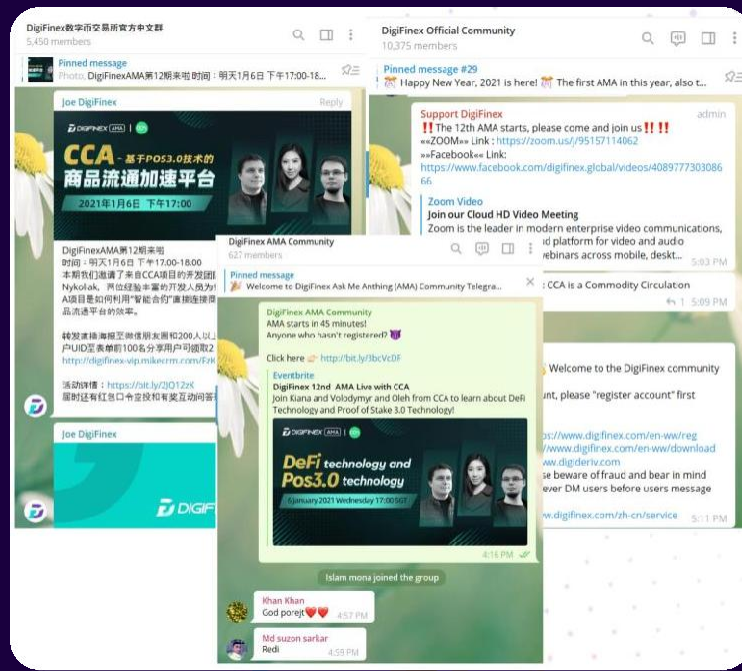 DigiFinex数字币交易所官方中文群
5,450 members
Pinned message
Photo, DigiFinexAMA第12期来啦时间：明天1月6日 下午17:00-18...
Joe DigiFinex
Reply
DIGIFINEX AMA
CCA - 基于POS3.0技术的
商品流通加速平台
2021年1月6日 下午17:00
DigiFinexAMA第12期来啦
时间：明天1月6日 下午17.00-18.00
本期我们邀请了来自CCA项目的开发团
Nykolak, 两位经验丰富的开发人员为
A项目是如何利用"智能合约"直接连接商
品流通平台的效率。
转发直播海报至微信朋友圈和200人以上
户UID至表单前100名分享用户可领取2
http://digifinex-vip.mikecrm.com/FzK
活动详情：https://bit.ly/2JO12zK
届时还有红包口令空投和有奖互动问答
Joe DigiFinex
DIGIF
DigiFinex Official Community
10,375 members
Pinned message #29
Happy New Year, 2021 is here! 🎊 The first AMA in this year, also t...
Support DigiFinex
admin
‼️The 12th AMA starts, please come and join us‼️‼️
««ZOOM»» Link : https://zoom.us/j/95157114062
»»Facebook«« Link:
https://www.facebook.com/digifinex.global/videos/4089777303086
66
Zoom Video
Join our Cloud HD Video Meeting
Zoom is the leader in modern enterprise video communications,
d platform for video and audio
ebinars across mobile, deskt...
5:03 PM
: CCA is a Commodity Circulation
1 5:09 PM
Welcome to the DigiFinex community
unt, please "register account" first
os://www.digifinex.com/en-ww/reg
//www.digifinex.com/en-ww/download
ww.digideriv.com
se beware of fraud and bear in mind
ever DM users before users message
w.digifinex.com/zh-cn/service
5:11 PM
DigiFinex AMA Community
627 members
Pinned message
🎉 Welcome to DigiFinex Ask Me Anthing (AMA) Community Telegra...
DigiFinex AMA Community
AMA starts in 45 minutes!
Anyone who hasn't registered? 😈
Click here 👉 http://bit.ly/3bcVcDF
Eventbrite
DigiFinex 12nd AMA Live with CCA
Join Kiana and Volodymyr and Oleh from CCA to learn about DeFi
Technology and Proof of Stake 3.0 Technology!
DIGIFINEX AMA
DeFi technology and
Pos3.0 technology
6 January 2021 Wednesday 17:00 SGT
4:16 PM
Islam mona joined the group
Khan Khan
God porejt❤️❤️ 4:57 PM
Md suzon sarkar
Redi 4:59 PM